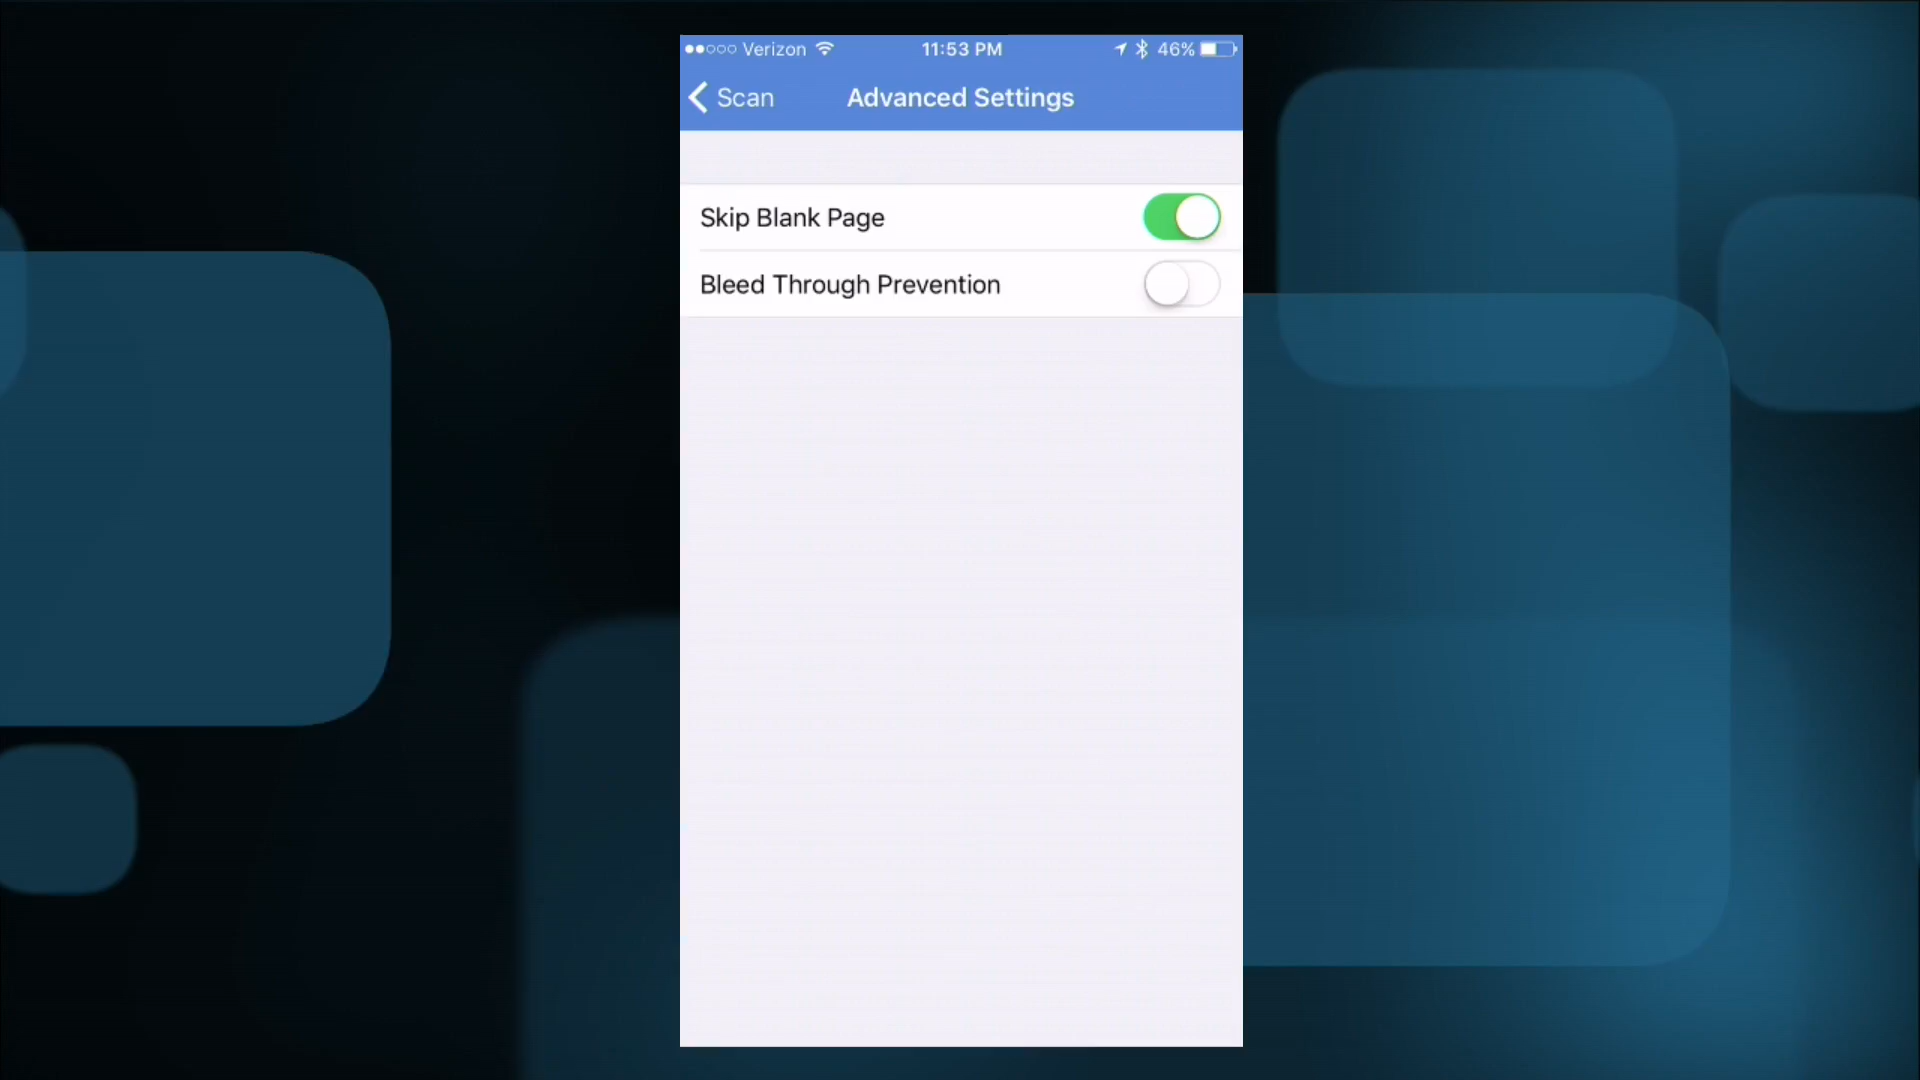 Verizon 11:53 PM 46%
Scan Advanced Settings
Skip Blank Page
Bleed Through Prevention